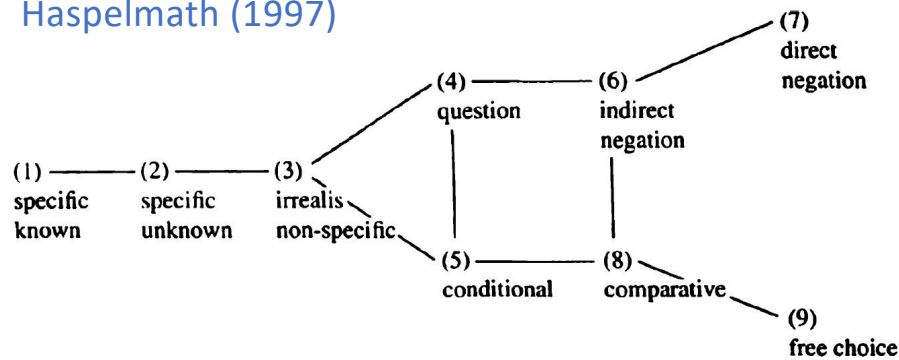 Haspelmath (1997)
(7)
direct
negation
(4)
question
(6)
indirect
negation
(1)
specific
known
(2)
specific
unknown
(3)
irrealis
non-specific
(5)
conditional
(8)
comparative
(9)
free choice